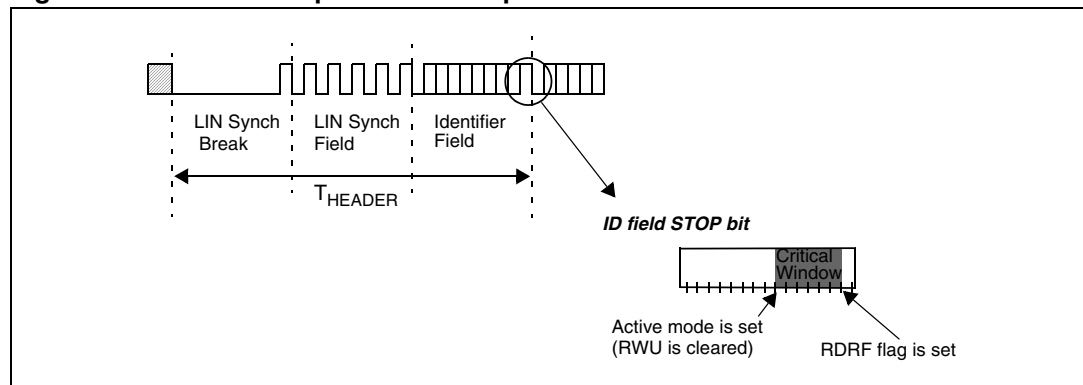 LIN Synch
Break
LIN Synch
Field
Identifier
Field
THEADER
ID field STOP bit
Critical
Window
Active mode is set
(RWU is cleared)
RDRF flag is set